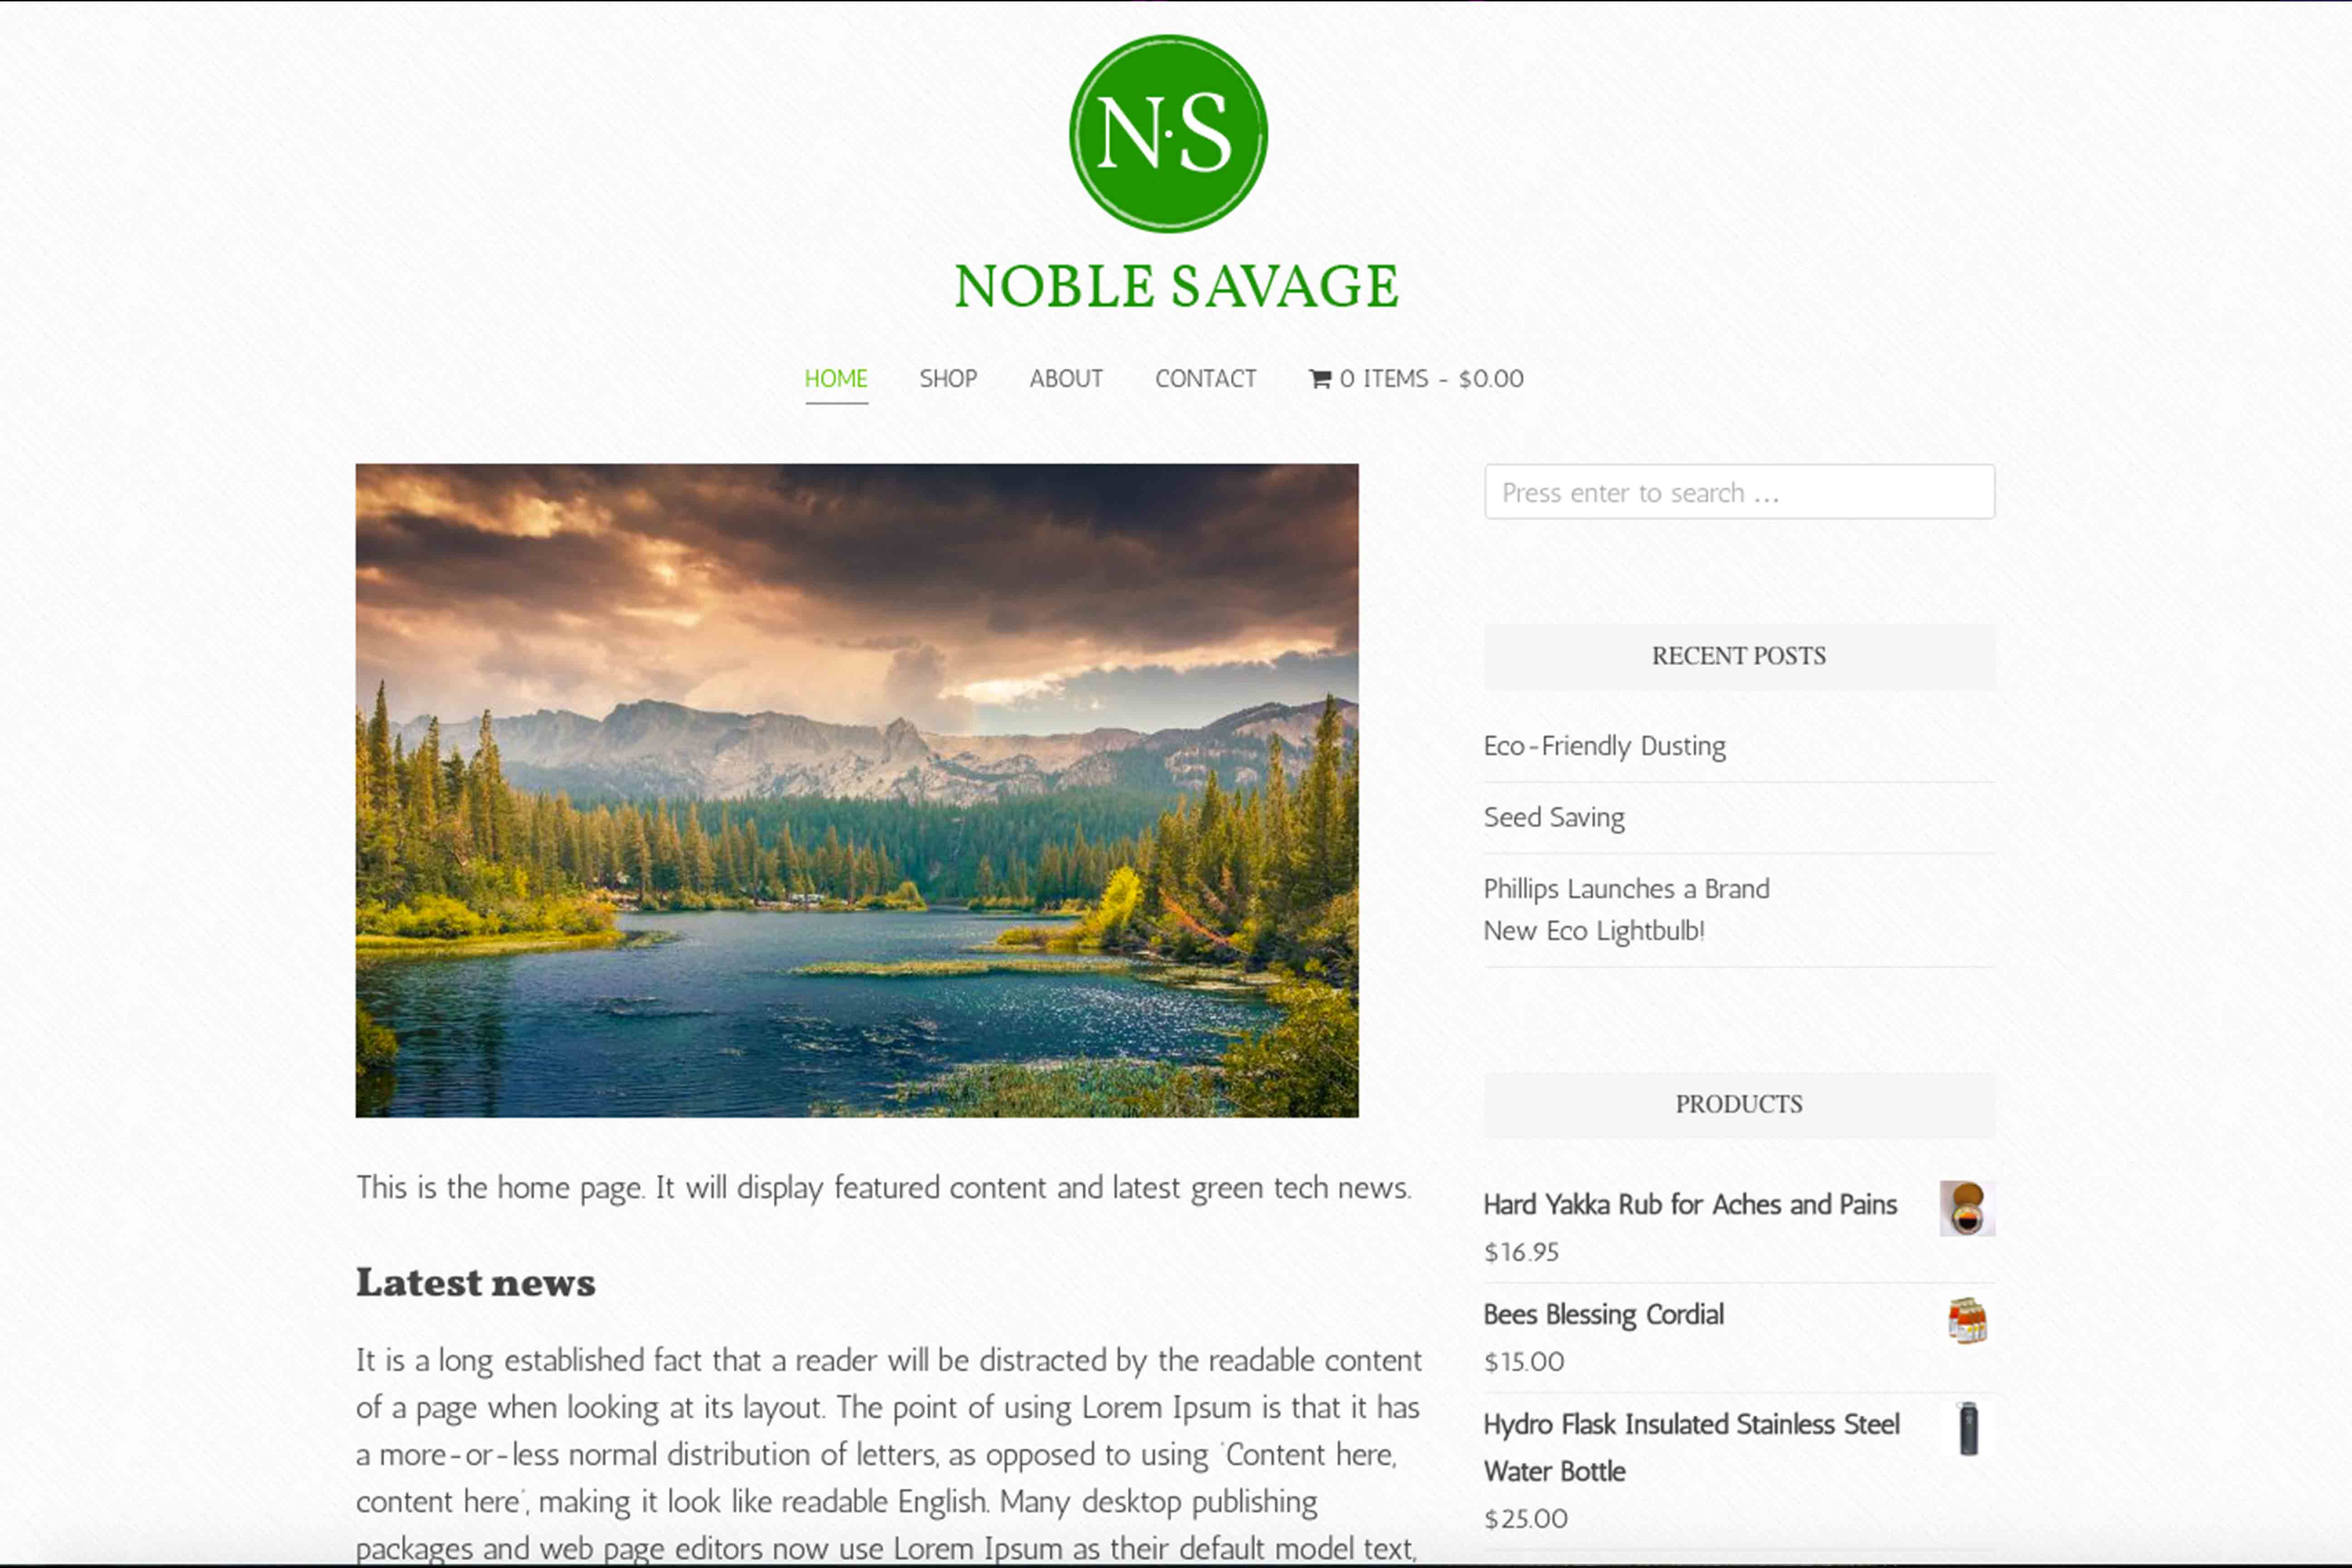 N·S
NOBLE SAVAGE
HOME SHOP ABOUT CONTACT 0 ITEMS - $0.00
This is the home page. It will display featured content and latest green tech news.
Latest news
It is a long established fact that a reader will be distracted by the readable content
of a page when looking at its layout. The point of using Lorem Ipsum is that it has
a more-or-less normal distribution of letters, as opposed to using 'Content here,
content here', making it look like readable English. Many desktop publishing
packages and web page editors now use Lorem Ipsum as their default model text,
Press enter to search ...
RECENT POSTS
Eco-Friendly Dusting
Seed Saving
Phillips Launches a Brand
New Eco Lightbulb!
PRODUCTS
Hard Yakka Rub for Aches and Pains
$16.95
Bees Blessing Cordial
$15.00
Hydro Flask Insulated Stainless Steel
Water Bottle
$25.00